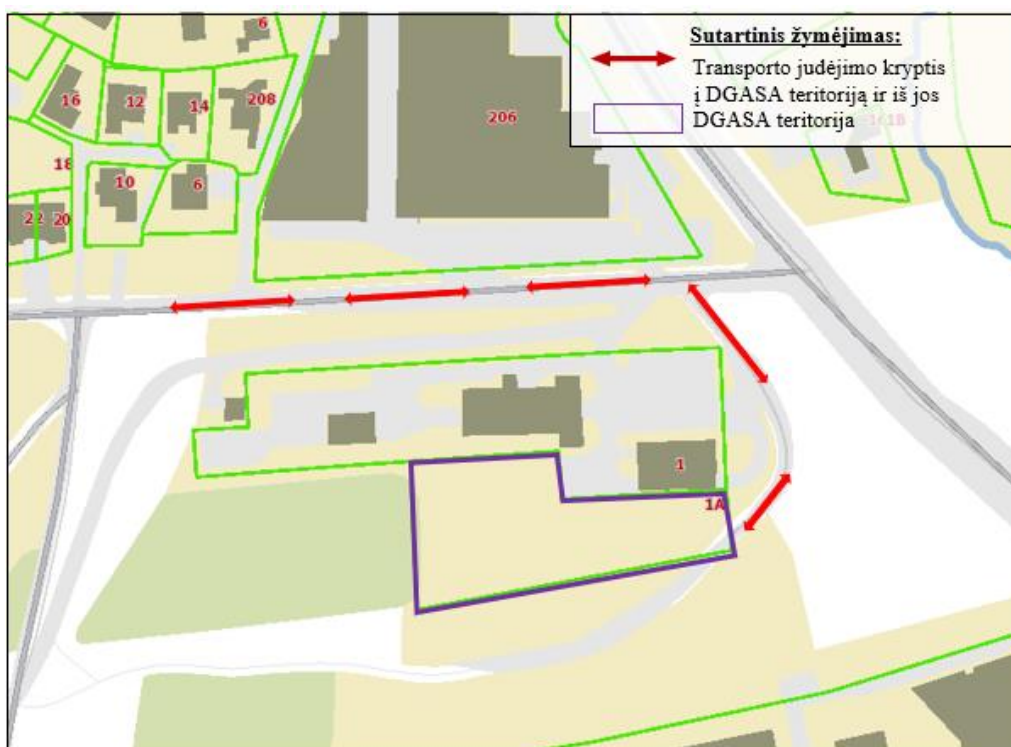 Sutartinis žymėjimas:
Transporto judėjimo kryptis
į DGASA teritoriją ir iš jos
DGASA teritorija
6
16
12
14
208
206
18
10
6
22
20
1
1A